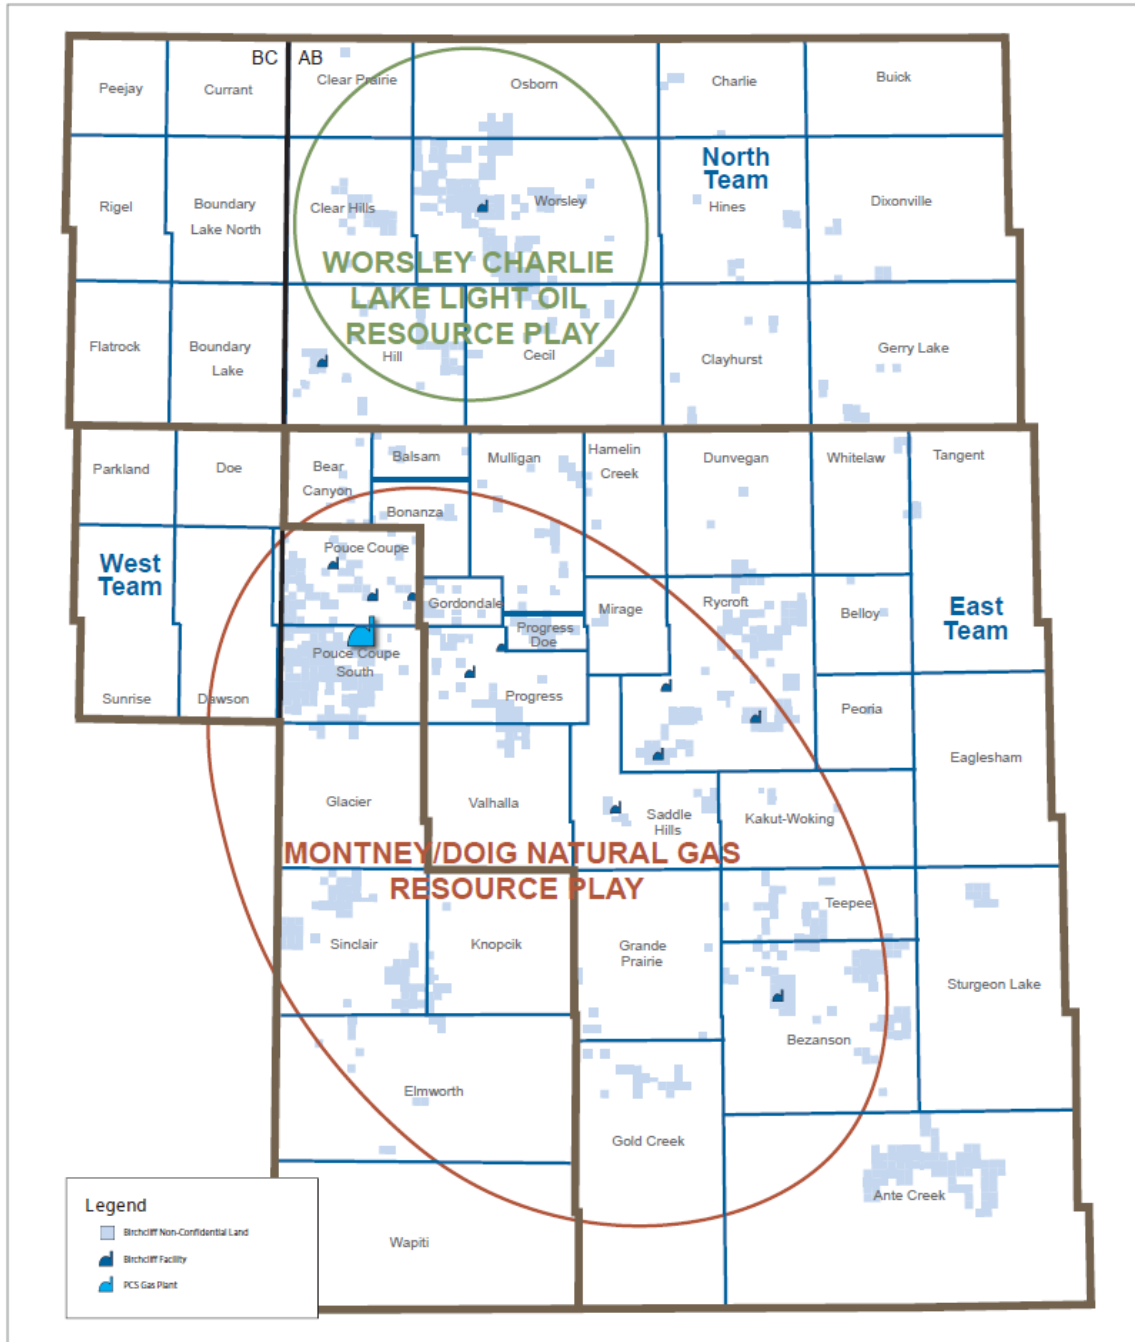 BC AB
Peejay
Currant
Clear Prairie
Osborn
Charlie
Buick
North
Team
Rigel
Boundary
Lake North
Clear Hills
Worsley
Hines
Dixonville
WORSLEY CHARLIE
LAKE LIGHT OIL
RESOURCE PLAY
Flatrock
Boundary
Lake
Hill
Cecil
Clayhurst
Gerry Lake
Parkland
Doe
Bear
Canyon
Balsam
Mulligan
Hamelin
Creek
Dunvegan
Whitelaw
Tangent
Bonanza
West
Team
Pouce Coupe
Gordondale
Progress
Doe
Mirage
Rycroft
Belloy
East
Team
Pouce Coupe
South
Sunrise
Dawson
Progress
Peoria
Eaglesham
Glacier
Valhalla
Saddle
Hills
Kakut-Woking
MONTNEY/DOIG NATURAL GAS
RESOURCE PLAY
Sinclair
Knopcik
Grande
Prairie
Teepee
Sturgeon Lake
Bezanson
Elmworth
Gold Creek
Ante Creek
Wapiti
Legend
Birchcliff Non-Confidential Land
Birchcliff Facility
PCS Gas Plant